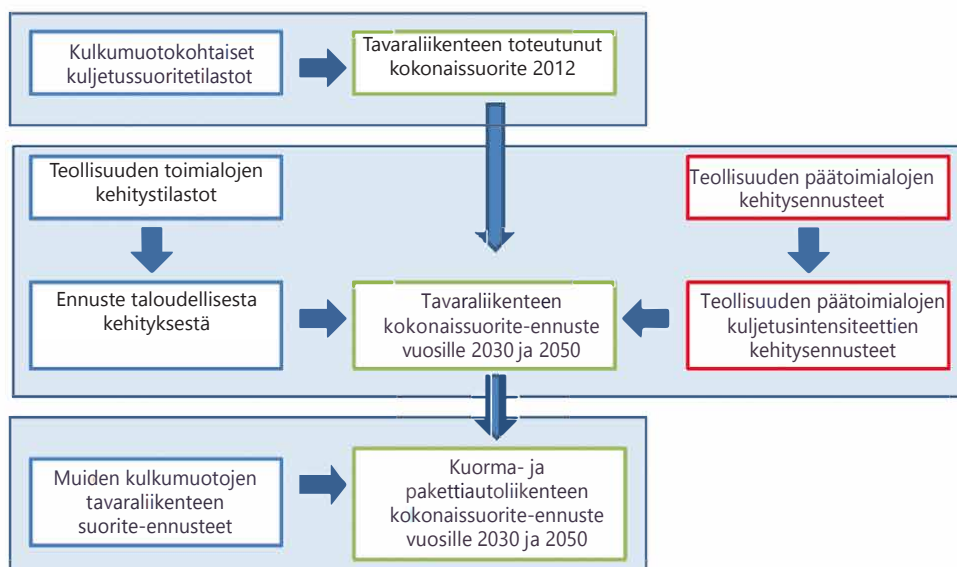 Kulkumuotokohtaiset
kuljetussuoritetilastot
Tavaraliikenteen toteutunut
kokonaissuorite 2012
Teollisuuden toimialojen
kehitystilastot
Teollisuuden päätoimialojen
kehitysennusteet
Ennuste taloudellisesta
kehityksestä
Tavaraliikenteen
kokonaissuorite-ennuste
vuosille 2030 ja 2050
Teollisuuden päätoimialojen
kuljetusintensiteettien
kehitysennusteet
Muiden kulkumuotojen
tavaraliikenteen
suorite-ennusteet
Kuorma- ja
pakettiautoliikenteen
kokonaissuorite-ennuste
vuosille 2030 ja 2050